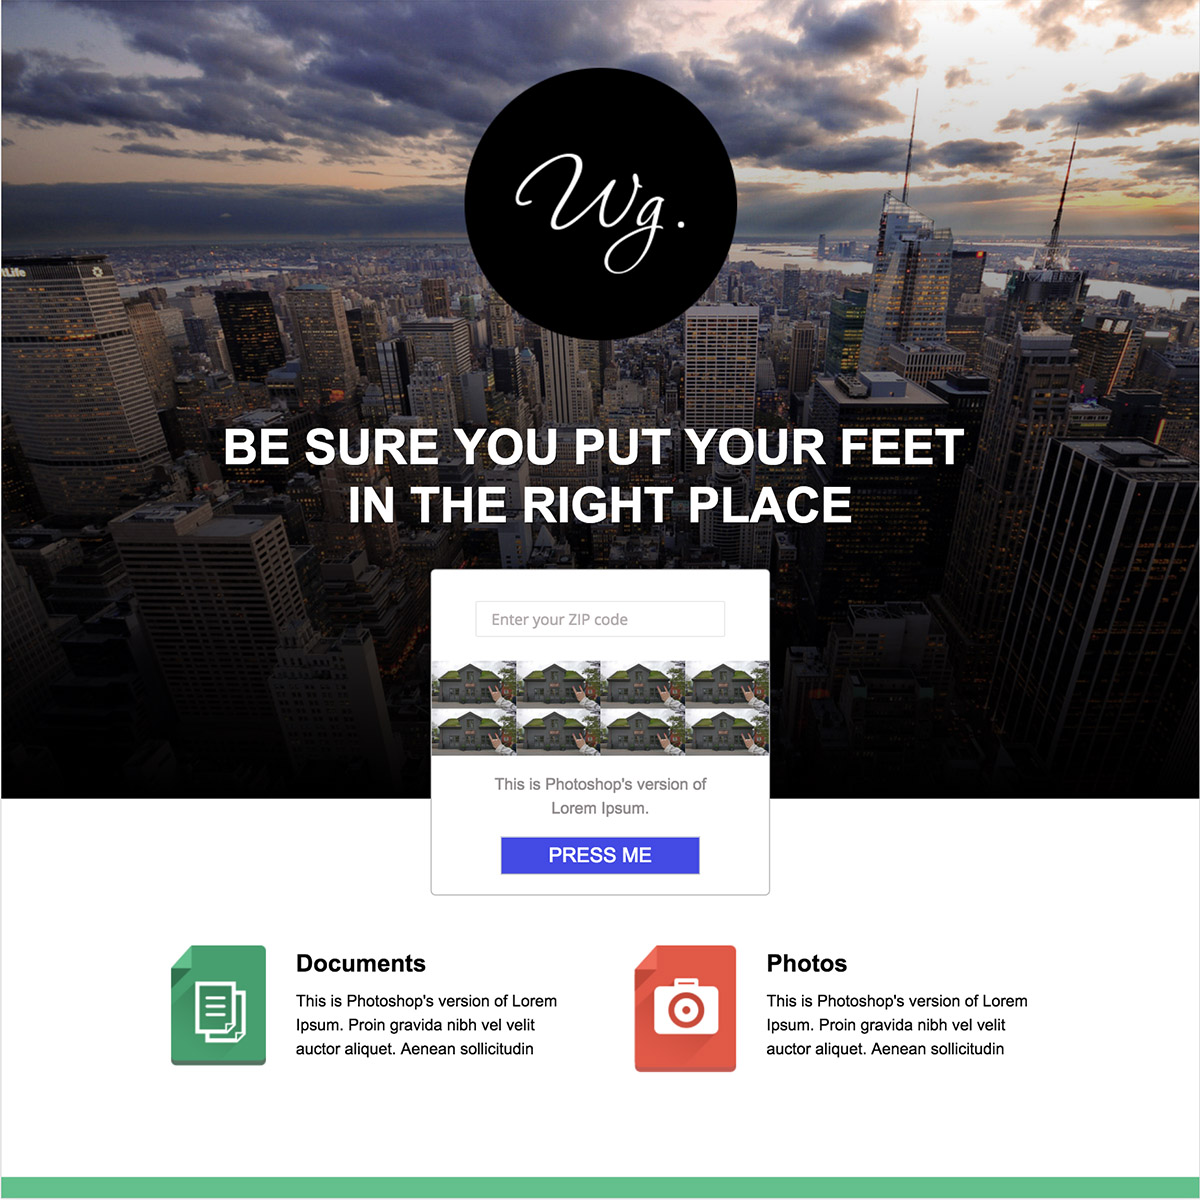 Wg.
tLife
BE SURE YOU PUT YOUR FEET
IN THE RIGHT PLACE
Enter your ZIP code
This is Photoshop's version of
Lorem Ipsum.
PRESS ME
Documents
This is Photoshop's version of Lorem
Ipsum. Proin gravida nibh vel velit
auctor aliquet. Aenean sollicitudin
Photos
This is Photoshop's version of Lorem
Ipsum. Proin gravida nibh vel velit
auctor aliquet. Aenean sollicitudin